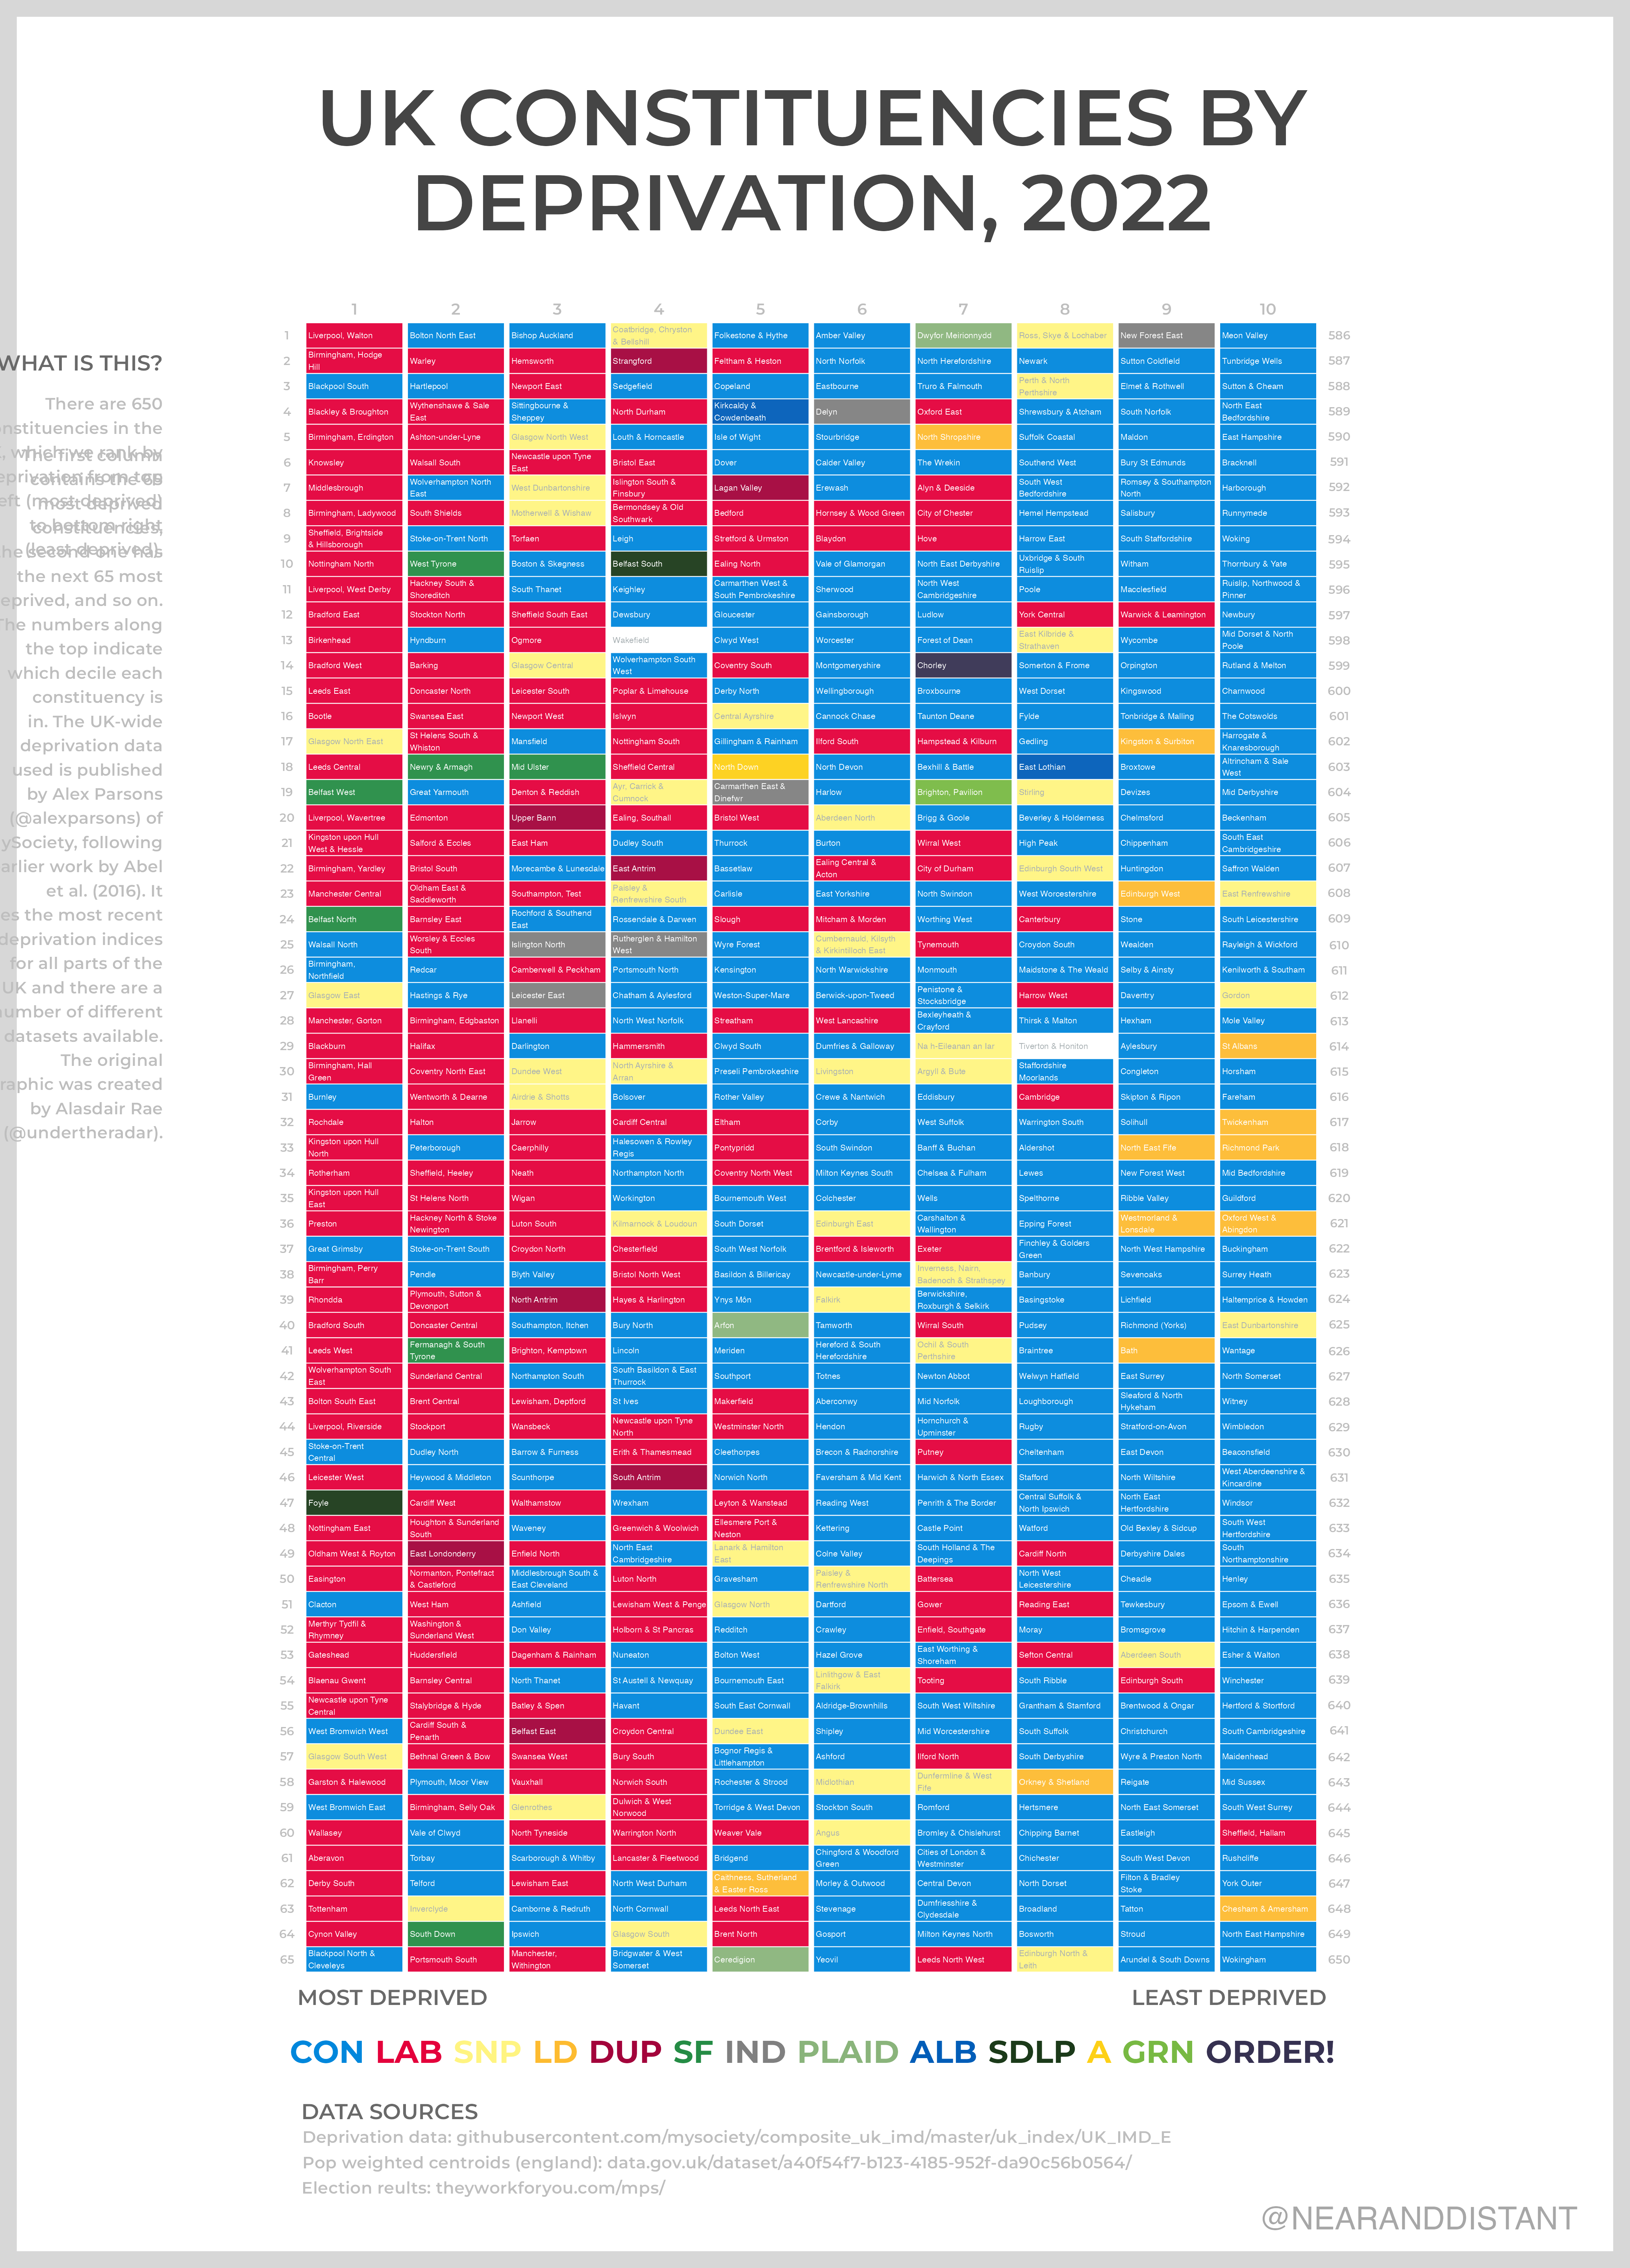 UK CONSTITUENCIES BY
DEPRIVATION, 2022
WHAT IS THIS?
There are 650
in the
the next 65 most
and so on.
The numbers along
the top indicate
which decile each
constituency is
in. The UK-wide
deprivation data
used is published
by Alex Parsons
(@alexparsons) of
following
work by Abel
et al. (2016). It
the most recent
deprivation indices
for all parts of the
UK and there are a
number of different
datasets available.
The original
was created
by Alasdair Rae
(@undertheradar).
1 2 3 4 5 6 7 8 9 10
1 Liverpool, Walton Bolton North East Bishop Auckland Coatbridge, Chryston & Bellshill Folkestone & Hythe Amber Valley Dwyfor Meirionnydd Ross, Skye & Lochaber New Forest East Meon Valley 586
2 Birmingham, Hodge Hill Warley Hemsworth Strangford Feltham & Heston North Norfolk North Herefordshire Newark Sutton Coldfield Tunbridge Wells 587
3 Blackpool South Hartlepool Newport East Sedgefield Copeland Eastbourne Truro & Falmouth Perth & North Perthshire Elmet & Rothwell Sutton & Cheam 588
4 Blackley & Broughton Wythenshawe & Sale East Sittingbourne & Sheppey North Durham Kirkcaldy & Cowdenbeath Delyn Oxford East Shrewsbury & Atcham South Norfolk North East Bedfordshire 589
5 Birmingham, Erdington Ashton-under-Lyne Glasgow North West Louth & Horncastle Isle of Wight Stourbridge North Shropshire Suffolk Coastal Maldon East Hampshire 590
6 Knowsley Walsall South Newcastle upon Tyne East Bristol East Dover Calder Valley The Wrekin Southend West Bury St Edmunds Bracknell 591
7 Middlesbrough Wolverhampton North East West Dunbartonshire Islington South & Finsbury Lagan Valley Erewash Alyn & Deeside South West Bedfordshire Romsey & Southampton North Harborough 592
8 Birmingham, Ladywood South Shields Motherwell & Wishaw Bermondsey & Old Southwark Bedford Hornsey & Wood Green City of Chester Hemel Hempstead Salisbury Runnymede 593
9 Sheffield, Brightside & Hillsborough Stoke-on-Trent North Torfaen Leigh Stretford & Urmston Blaydon Hove Harrow East South Staffordshire Woking 594
10 Nottingham North West Tyrone Boston & Skegness Belfast South Ealing North Vale of Glamorgan North East Derbyshire Uxbridge & South Ruislip Witham Thornbury & Yate 595
11 Liverpool, West Derby Hackney South & Shoreditch South Thanet Keighley Carmarthen West & South Pembrokeshire Sherwood North West Cambridgeshire Poole Macclesfield Ruislip, Northwood & Pinner 596
12 Bradford East Stockton North Sheffield South East Dewsbury Gloucester Gainsborough Ludlow York Central Warwick & Leamington Newbury 597
13 Birkenhead Hyndburn Ogmore Wakefield Clwyd West Worcester Forest of Dean East Kilbride & Strathaven Wycombe Mid Dorset & North Poole 598
14 Bradford West Barking Glasgow Central Wolverhampton South West Coventry South Montgomeryshire Chorley Somerton & Frome Orpington Rutland & Melton 599
15 Leeds East Doncaster North Leicester South Poplar & Limehouse Derby North Wellingborough Broxbourne West Dorset Kingswood Charnwood 600
16 Bootle Swansea East Newport West Islwyn Central Ayrshire Cannock Chase Taunton Deane Fylde Tonbridge & Malling The Cotswolds 601
17 Glasgow North East St Helens South & Whiston Mansfield Nottingham South Gillingham & Rainham Ilford South Hampstead & Kilburn Gedling Kingston & Surbiton Harrogate & Knaresborough 602
18 Leeds Central Newry & Armagh Mid Ulster Sheffield Central North Down North Devon Bexhill & Battle East Lothian Broxtowe Altrincham & Sale West 603
19 Belfast West Great Yarmouth Denton & Reddish Ayr, Carrick & Cumnock Carmarthen East & Dinefwr Harlow Brighton, Pavilion Stirling Devizes Mid Derbyshire 604
20 Liverpool, Wavertree Edmonton Upper Bann Ealing, Southall Bristol West Aberdeen North Brigg & Goole Beverley & Holderness Chelmsford Beckenham 605
21 Kingston upon Hull West & Hessle Salford & Eccles East Ham Dudley South Thurrock Burton Wirral West High Peak Chippenham South East Cambridgeshire 606
22 Birmingham, Yardley Bristol South Morecambe & Lunesdale East Antrim Bassetlaw Ealing Central & Acton City of Durham Edinburgh South West Huntingdon Saffron Walden 607
23 Manchester Central Oldham East & Saddleworth Southampton, Test Paisley & Renfrewshire South Carlisle East Yorkshire North Swindon West Worcestershire Edinburgh West East Renfrewshire 608
24 Belfast North Barnsley East Rochford & Southend East Rossendale & Darwen Slough Mitcham & Morden Worthing West Canterbury Stone South Leicestershire 609
25 Walsall North Worsley & Eccles South Islington North Rutherglen & Hamilton West Wyre Forest Cumbernauld, Kilsyth & Kirkintilloch East Tynemouth Croydon South Wealden Rayleigh & Wickford 610
26 Birmingham, Northfield Redcar Camberwell & Peckham Portsmouth North Kensington North Warwickshire Monmouth Maidstone & The Weald Selby & Ainsty Kenilworth & Southam 611
27 Glasgow East Hastings & Rye Leicester East Chatham & Aylesford Weston-Super-Mare Berwick-upon-Tweed Penistone & Stocksbridge Harrow West Daventry Gordon 612
28 Manchester, Gorton Birmingham, Edgbaston Llanelli North West Norfolk Streatham West Lancashire Bexleyheath & Crayford Thirsk & Malton Hexham Mole Valley 613
29 Blackburn Halifax Darlington Hammersmith Clwyd South Dumfries & Galloway Na h-Eileanan an Iar Tiverton & Honiton Aylesbury St Albans 614
30 Birmingham, Hall Green Coventry North East Dundee West North Ayrshire & Arran Preseli Pembrokeshire Livingston Argyll & Bute Staffordshire Moorlands Congleton Horsham 615
31 Burnley Wentworth & Dearne Airdrie & Shotts Bolsover Rother Valley Crewe & Nantwich Eddisbury Cambridge Skipton & Ripon Fareham 616
32 Rochdale Halton Jarrow Cardiff Central Eltham Corby West Suffolk Warrington South Solihull Twickenham 617
33 Kingston upon Hull North Peterborough Caerphilly Halesowen & Rowley Regis Pontypridd South Swindon Banff & Buchan Aldershot North East Fife Richmond Park 618
34 Rotherham Sheffield, Heeley Neath Northampton North Coventry North West Milton Keynes South Chelsea & Fulham Lewes New Forest West Mid Bedfordshire 619
35 Kingston upon Hull East St Helens North Wigan Workington Bournemouth West Colchester Wells Spelthorne Ribble Valley Guildford 620
36 Preston Hackney North & Stoke Newington Luton South Kilmarnock & Loudoun South Dorset Edinburgh East Carshalton & Wallington Epping Forest Westmorland & Lonsdale Oxford West & Abingdon 621
37 Great Grimsby Stoke-on-Trent South Croydon North Chesterfield South West Norfolk Brentford & Isleworth Exeter Finchley & Golders Green North West Hampshire Buckingham 622
38 Birmingham, Perry Barr Pendle Blyth Valley Bristol North West Basildon & Billericay Newcastle-under-Lyme Inverness, Nairn, Badenoch & Strathspey Banbury Sevenoaks Surrey Heath 623
39 Rhondda Plymouth, Sutton & Devonport North Antrim Hayes & Harlington Ynys Môn Falkirk Berwickshire, Roxburgh & Selkirk Basingstoke Lichfield Haltemprice & Howden 624
40 Bradford South Doncaster Central Southampton, Itchen Bury North Arfon Tamworth Wirral South Pudsey Richmond (Yorks) East Dunbartonshire 625
41 Leeds West Fermanagh & South Tyrone Brighton, Kemptown Lincoln Meriden Hereford & South Herefordshire Ochil & South Perthshire Braintree Bath Wantage 626
42 Wolverhampton South East Sunderland Central Northampton South South Basildon & East Thurrock Southport Totnes Newton Abbot Welwyn Hatfield East Surrey North Somerset 627
43 Bolton South East Brent Central Lewisham, Deptford St Ives Makerfield Aberconwy Mid Norfolk Loughborough Sleaford & North Hykeham Witney 628
44 Liverpool, Riverside Stockport Wansbeck Newcastle upon Tyne North Westminster North Hendon Hornchurch & Upminster Rugby Stratford-on-Avon Wimbledon 629
45 Stoke-on-Trent Central Dudley North Barrow & Furness Erith & Thamesmead Cleethorpes Brecon & Radnorshire Putney Cheltenham East Devon Beaconsfield 630
46 Leicester West Heywood & Middleton Scunthorpe South Antrim Norwich North Faversham & Mid Kent Harwich & North Essex Stafford North Wiltshire West Aberdeenshire & Kincardine 631
47 Foyle Cardiff West Walthamstow Wrexham Leyton & Wanstead Reading West Penrith & The Border Central Suffolk & North Ipswich North East Hertfordshire Windsor 632
48 Nottingham East Houghton & Sunderland South Waveney Greenwich & Woolwich Ellesmere Port & Neston Kettering Castle Point Watford Old Bexley & Sidcup South West Hertfordshire 633
49 Oldham West & Royton East Londonderry Enfield North North East Cambridgeshire Lanark & Hamilton East Colne Valley South Holland & The Deepings Cardiff North Derbyshire Dales South Northamptonshire 634
50 Easington Normanton, Pontefract & Castleford Middlesbrough South & East Cleveland Luton North Gravesham Paisley & Renfrewshire North Battersea North West Leicestershire Cheadle Henley 635
51 Clacton West Ham Ashfield Lewisham West & Penge Glasgow North Dartford Gower Reading East Tewkesbury Epsom & Ewell 636
52 Merthyr Tydfil & Rhymney Washington & Sunderland West Don Valley Holborn & St Pancras Redditch Crawley Enfield, Southgate Moray Bromsgrove Hitchin & Harpenden 637
53 Gateshead Huddersfield Dagenham & Rainham Nuneaton Bolton West Hazel Grove East Worthing & Shoreham Sefton Central Aberdeen South Esher & Walton 638
54 Blaenau Gwent Barnsley Central North Thanet St Austell & Newquay Bournemouth East Linlithgow & East Falkirk Tooting South Ribble Edinburgh South Winchester 639
55 Newcastle upon Tyne Central Stalybridge & Hyde Batley & Spen Havant South East Cornwall Aldridge-Brownhills South West Wiltshire Grantham & Stamford Brentwood & Ongar Hertford & Stortford 640
56 West Bromwich West Cardiff South & Penarth Belfast East Croydon Central Dundee East Shipley Mid Worcestershire South Suffolk Christchurch South Cambridgeshire 641
57 Glasgow South West Bethnal Green & Bow Swansea West Bury South Bognor Regis & Littlehampton Ashford Ilford North South Derbyshire Wyre & Preston North Maidenhead 642
58 Garston & Halewood Plymouth, Moor View Vauxhall Norwich South Rochester & Strood Midlothian Dunfermline & West Fife Orkney & Shetland Reigate Mid Sussex 643
59 West Bromwich East Birmingham, Selly Oak Glenrothes Dulwich & West Norwood Torridge & West Devon Stockton South Romford Hertsmere North East Somerset South West Surrey 644
60 Wallasey Vale of Clwyd North Tyneside Warrington North Weaver Vale Angus Bromley & Chislehurst Chipping Barnet Eastleigh Sheffield, Hallam 645
61 Aberavon Torbay Scarborough & Whitby Lancaster & Fleetwood Bridgend Chingford & Woodford Green Cities of London & Westminster Chichester South West Devon Rushcliffe 646
62 Derby South Telford Lewisham East North West Durham Caithness, Sutherland & Easter Ross Morley & Outwood Central Devon North Dorset Filton & Bradley Stoke York Outer 647
63 Tottenham Inverclyde Camborne & Redruth North Cornwall Leeds North East Stevenage Dumfriesshire & Clydesdale Broadland Tatton Chesham & Amersham 648
64 Cynon Valley South Down Ipswich Glasgow South Brent North Gosport Milton Keynes North Bosworth Stroud North East Hampshire 649
65 Blackpool North & Cleveleys Portsmouth South Manchester, Withington Bridgwater & West Somerset Ceredigion Yeovil Leeds North West Edinburgh North & Leith Arundel & South Downs Wokingham 650
MOST DEPRIVED LEAST DEPRIVED
CON LAB SNP LD DUP SF IND PLAID ALB SDLP A GRN ORDER!
DATA SOURCES
Deprivation data: githubusercontent.com/mysociety/composite_uk_imd/master/uk_index/UK_IMD_E
Pop weighted centroids (england): data.gov.uk/dataset/a40f54f7-b123-4185-952f-da90c56b0564/
Election reults: theyworkforyou.com/mps/
@NEARANDDISTANT